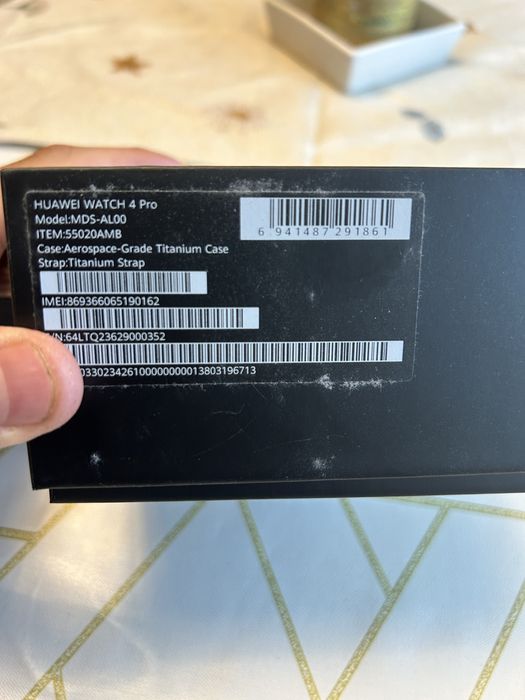 HUAWEI WATCH 4 Pro
Model:MDS-AL00
ITEM:55020AMB
Case:Aerospace-Grade Titanium Case
Strap:Titanium Strap
6 941487 291861
IMEI:869366065190162
/N:64LTQ23629000352